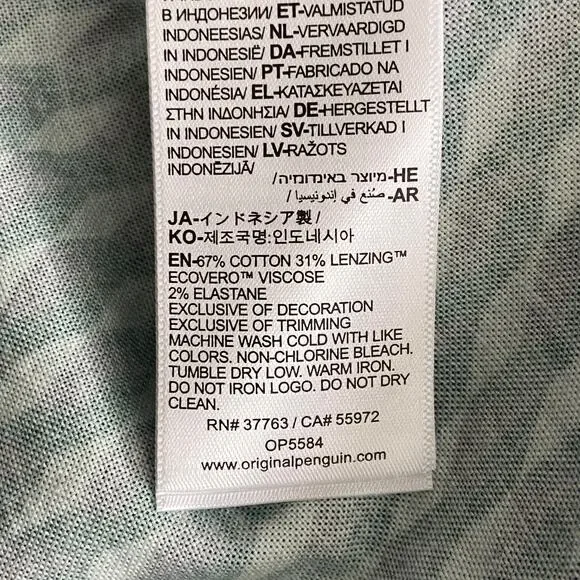 В ИНДОНЕЗИИ/ ET-VALMISTATUD
INDONEESIAS/ NL-VERVAARDIGD
IN INDONESIË/ DA-FREMSTILLET I
INDONESIEN/ PT-FABRICADO NA
INDONÉSIA/ EL-ΚΑΤΑΣΚΕΥΑΖΕΤΑΙ
ΣΤΗΝ ΙΝΔΟΝΗΣΙΑ/ DE-HERGESTELLT
IN INDONESIEN/ SV-TILLVERKAD I
INDONESIEN/ LV-RAŽOTS
INDONĒZIJĀ/
HE-מיוצר באינדונזיה/
AR- صُنع في إندونيسيا /
JA-インドネシア製 /
KO-제조국명:인도네시아
EN-67% COTTON 31% LENZING™
ECOVERO™ VISCOSE
2% ELASTANE
EXCLUSIVE OF DECORATION
EXCLUSIVE OF TRIMMING
MACHINE WASH COLD WITH LIKE
COLORS. NON-CHLORINE BLEACH.
TUMBLE DRY LOW. WARM IRON.
DO NOT IRON LOGO. DO NOT DRY
CLEAN.
RN# 37763 / CA# 55972
OP5584
www.originalpenguin.com